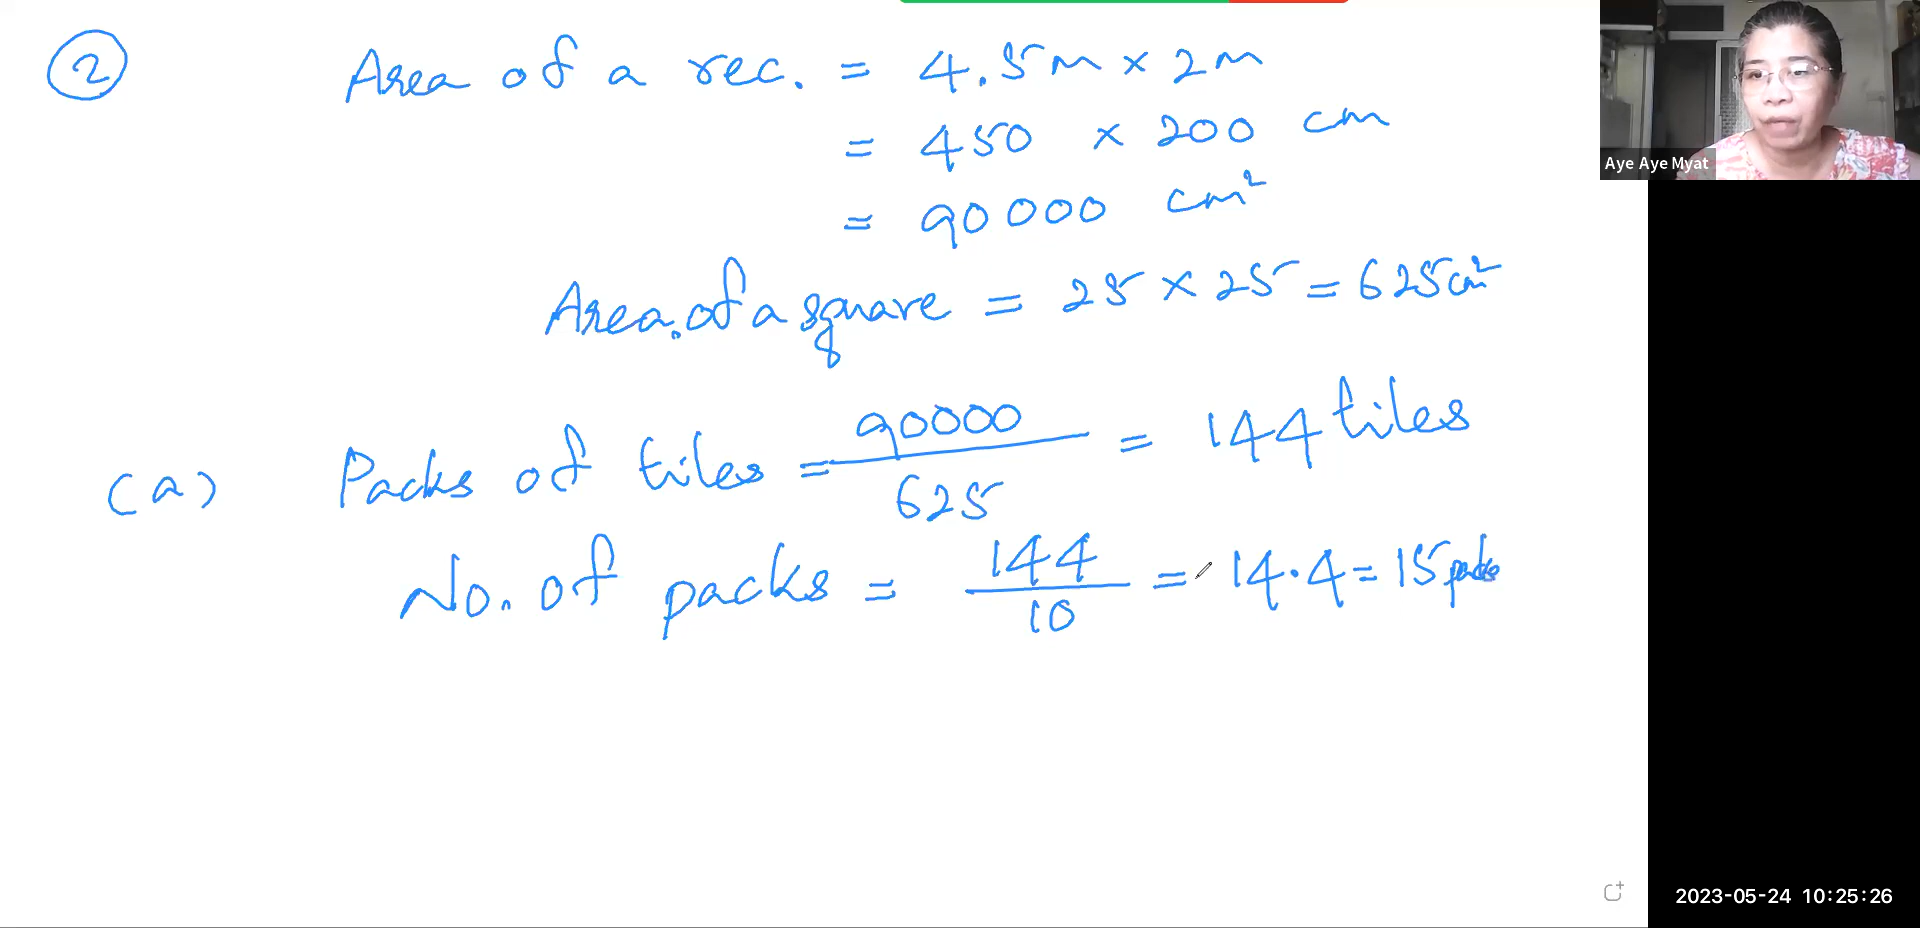 2
Area of a rec. = 4.5m × 2m
= 450 × 200 cm
= 90000 cm²
Area.of a square = 25 × 25 = 625cm²
(a) Packs of tiles = 90000 / 625 = 144 tiles
No. of packs = 144 / 10 = 14.4 = 15 packs
Aye Aye Myat
2023-05-24 10:25:26